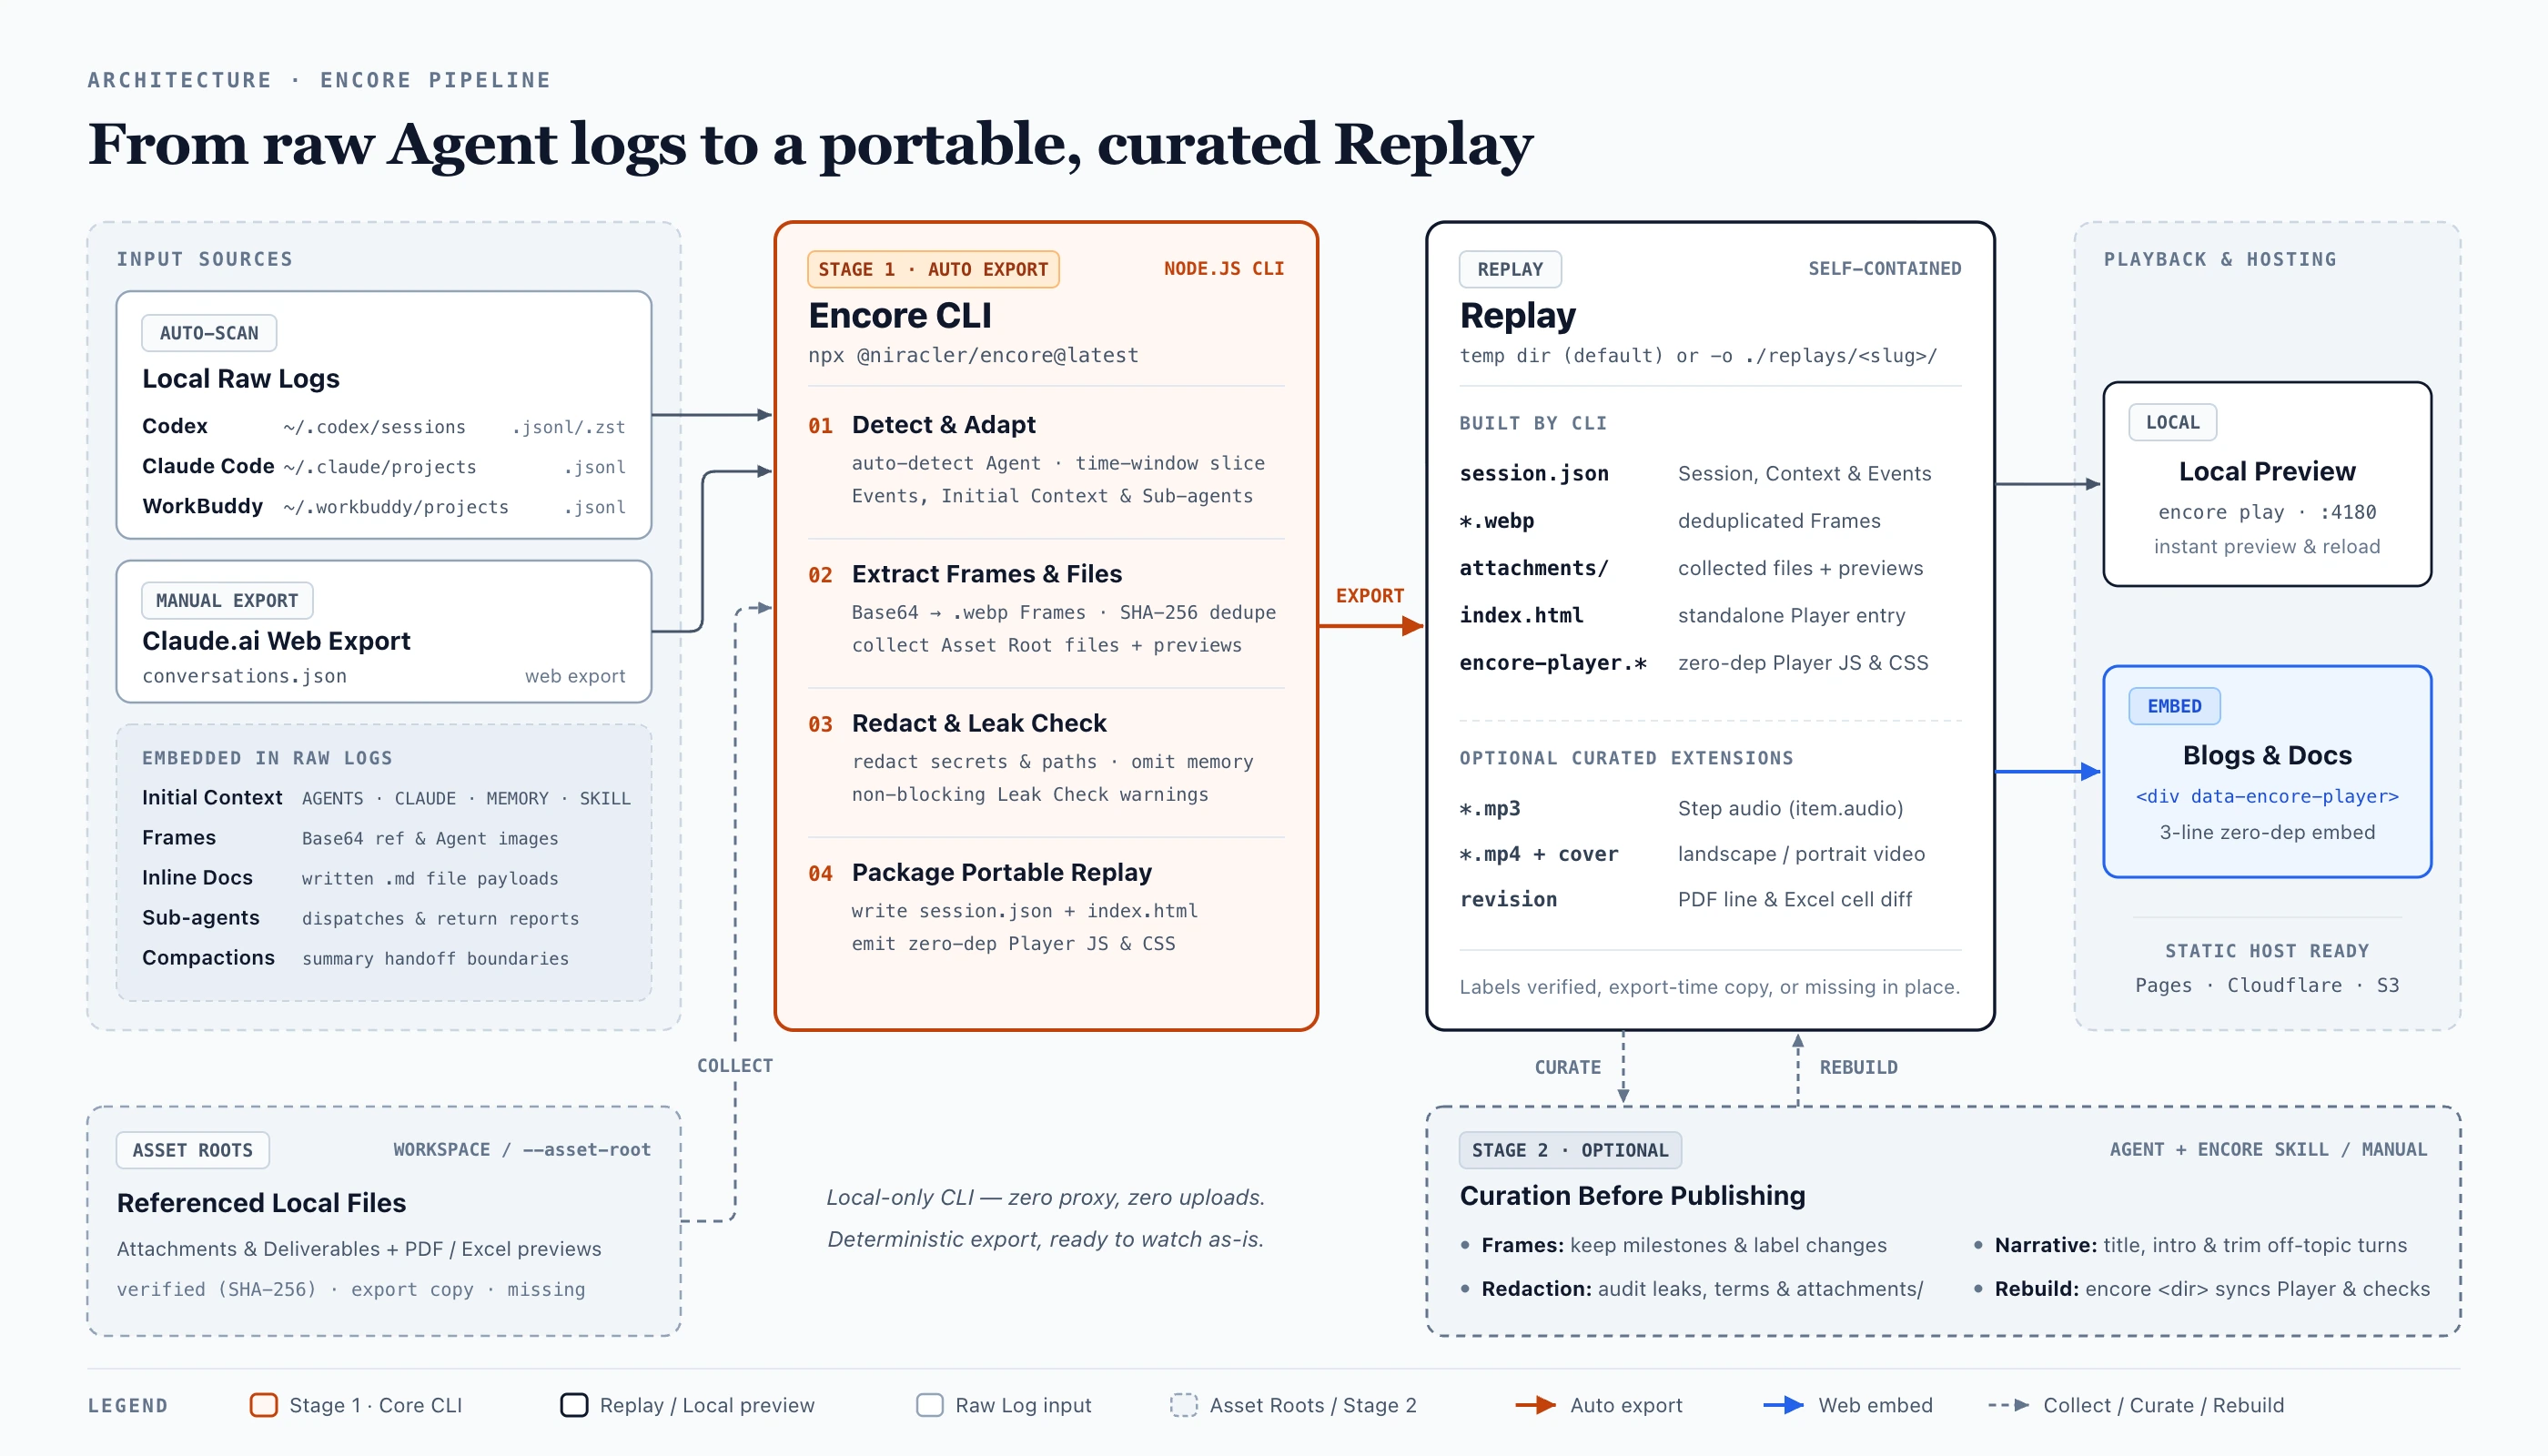 ARCHITECTURE · ENCORE PIPELINE
From raw Agent logs to a portable, curated Replay
INPUT SOURCES
AUTO-SCAN
Local Raw Logs
Codex ~/.codex/sessions .jsonl/.zst
Claude Code ~/.claude/projects .jsonl
WorkBuddy ~/.workbuddy/projects .jsonl
MANUAL EXPORT
Claude.ai Web Export
conversations.json web export
EMBEDDED IN RAW LOGS
Initial Context AGENTS · CLAUDE · MEMORY · SKILL
Frames Base64 ref & Agent images
Inline Docs written .md file payloads
Sub-agents dispatches & return reports
Compactions summary handoff boundaries
COLLECT
ASSET ROOTS WORKSPACE / --asset-root
Referenced Local Files
Attachments & Deliverables + PDF / Excel previews
verified (SHA-256) · export copy · missing
STAGE 1 · AUTO EXPORT NODE.JS CLI
Encore CLI
npx @niracler/encore@latest
01 Detect & Adapt
auto-detect Agent · time-window slice
Events, Initial Context & Sub-agents
02 Extract Frames & Files
Base64 → .webp Frames · SHA-256 dedupe
collect Asset Root files + previews
03 Redact & Leak Check
redact secrets & paths · omit memory
non-blocking Leak Check warnings
04 Package Portable Replay
write session.json + index.html
emit zero-dep Player JS & CSS
Local-only CLI — zero proxy, zero uploads.
Deterministic export, ready to watch as-is.
EXPORT
REPLAY SELF-CONTAINED
Replay
temp dir (default) or -o ./replays/<slug>/
BUILT BY CLI
session.json Session, Context & Events
*.webp deduplicated Frames
attachments/ collected files + previews
index.html standalone Player entry
encore-player.* zero-dep Player JS & CSS
OPTIONAL CURATED EXTENSIONS
*.mp3 Step audio (item.audio)
*.mp4 + cover landscape / portrait video
revision PDF line & Excel cell diff
Labels verified, export-time copy, or missing in place.
CURATE REBUILD
STAGE 2 · OPTIONAL AGENT + ENCORE SKILL / MANUAL
Curation Before Publishing
• Frames: keep milestones & label changes • Narrative: title, intro & trim off-topic turns
• Redaction: audit leaks, terms & attachments/ • Rebuild: encore <dir> syncs Player & checks
PLAYBACK & HOSTING
LOCAL
Local Preview
encore play · :4180
instant preview & reload
EMBED
Blogs & Docs
<div data-encore-player>
3-line zero-dep embed
STATIC HOST READY
Pages · Cloudflare · S3
LEGEND Stage 1 · Core CLI Replay / Local preview Raw Log input Asset Roots / Stage 2 Auto export Web embed Collect / Curate / Rebuild